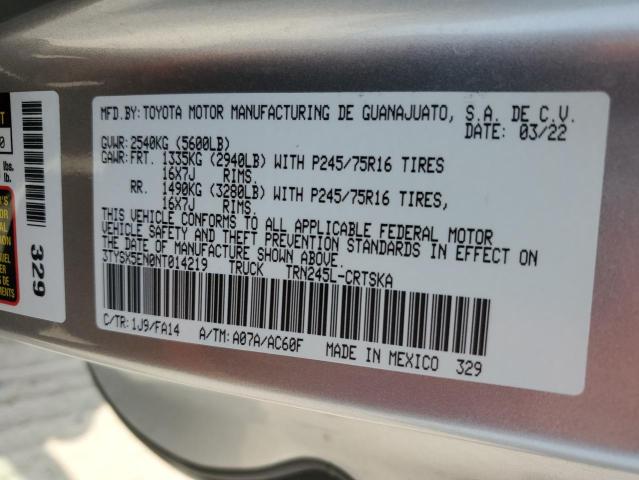 MFD.BY:TOYOTA MOTOR MANUFACTURING DE GUANAJUATO, S.A. DE C.V.
DATE: 03/22
GVWR:2540KG (5600LB)
GAWR:FRT. 1335KG (2940LB) WITH P245/75R16 TIRES
16X7J RIMS.
RR. 1490KG (3280LB) WITH P245/75R16 TIRES,
16X7J RIMS.
THIS VEHICLE CONFORMS TO ALL APPLICABLE FEDERAL MOTOR
VEHICLE SAFETY AND THEFT PREVENTION STANDARDS IN EFFECT ON
THE DATE OF MANUFACTURE SHOWN ABOVE.
3TYSX5EN0NT014219 TRUCK TRN245L-CRTSKA
C/TR:1J9/FA14 A/TM:A07A/AC60F MADE IN MEXICO 329
329
lbs.
lb.